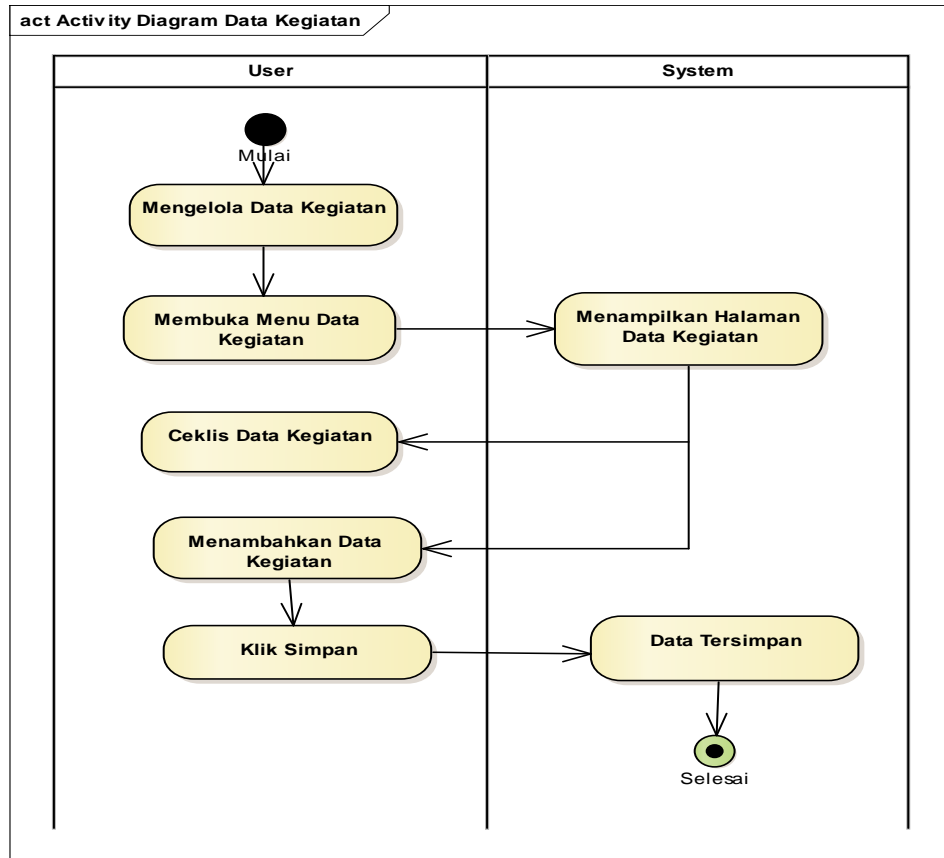 act Activity Diagram Data Kegiatan
User
System
Mulai
Mengelola Data Kegiatan
Membuka Menu Data
Kegiatan
Menampilkan Halaman
Data Kegiatan
Ceklis Data Kegiatan
Menambahkan Data
Kegiatan
Klik Simpan
Data Tersimpan
Selesai